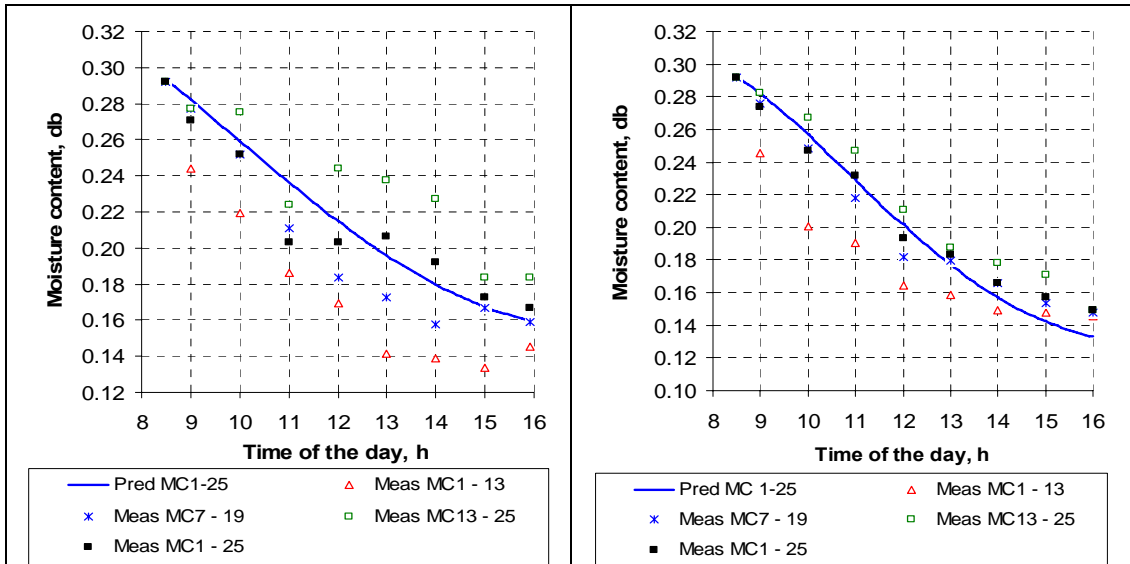 0.32
0.30
0.28
0.26
0.24
0.22
0.20
0.18
0.16
0.14
0.12
Moisture content, db
8 9 10 11 12 13 14 15 16
Time of the day, h
Pred MC1-25
Meas MC1 - 13
Meas MC7 - 19
Meas MC13 - 25
Meas MC1 - 25
0.32
0.30
0.28
0.26
0.24
0.22
0.20
0.18
0.16
0.14
0.12
0.10
Moisture content, db
8 9 10 11 12 13 14 15 16
Time of the day, h
Pred MC 1-25
Meas MC1 - 13
Meas MC7 - 19
Meas MC13 - 25
Meas MC1 - 25